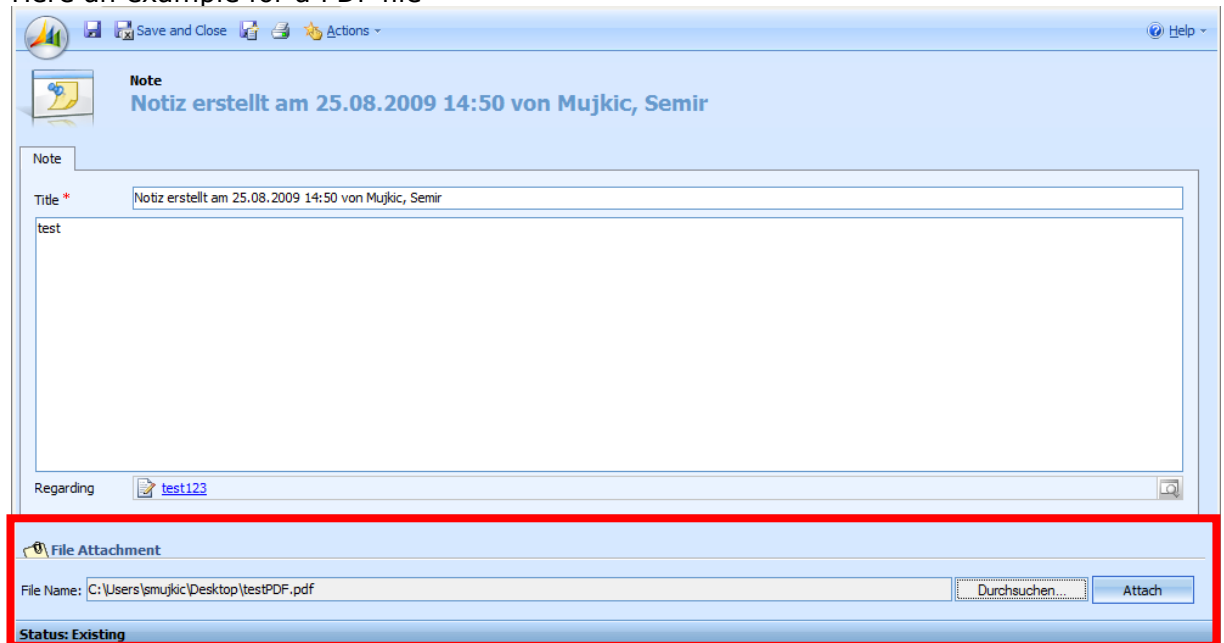 Here an example for a PDF file
Save and Close Actions Help
Note
Notiz erstellt am 25.08.2009 14:50 von Mujkic, Semir
Note
Title * Notiz erstellt am 25.08.2009 14:50 von Mujkic, Semir
test
Regarding test123
File Attachment
File Name: C:\Users\smujkic\Desktop\testPDF.pdf Durchsuchen... Attach
Status: Existing